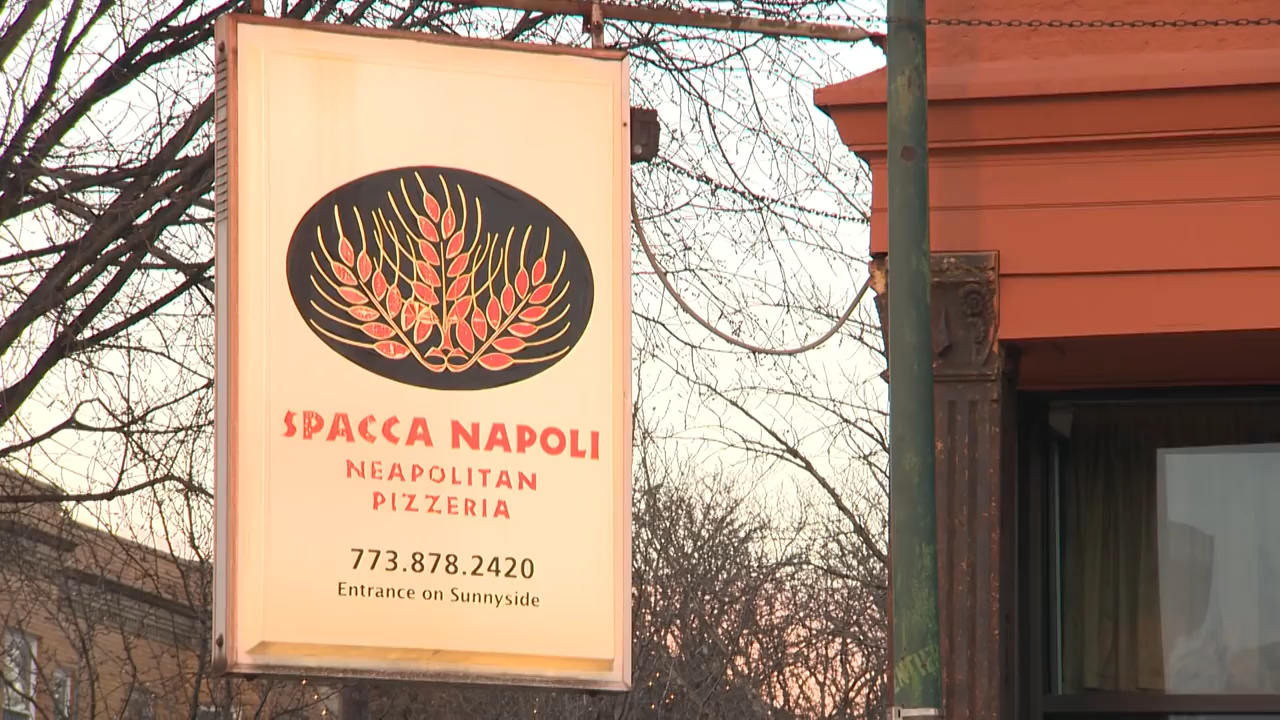 SPACCA NAPOLI
NEAPOLITAN
PIZZERIA
773.878.2420
Entrance on Sunnyside